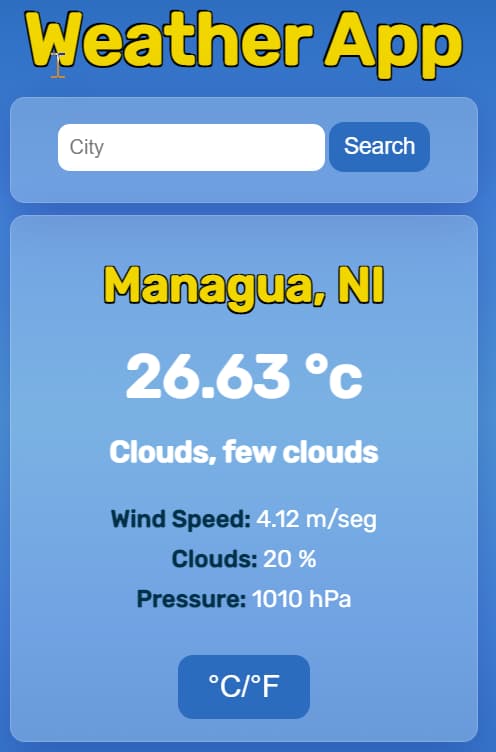 Weather App
City Search
Managua, NI
26.63 °c
Clouds, few clouds
Wind Speed: 4.12 m/seg
Clouds: 20 %
Pressure: 1010 hPa
°C/°F